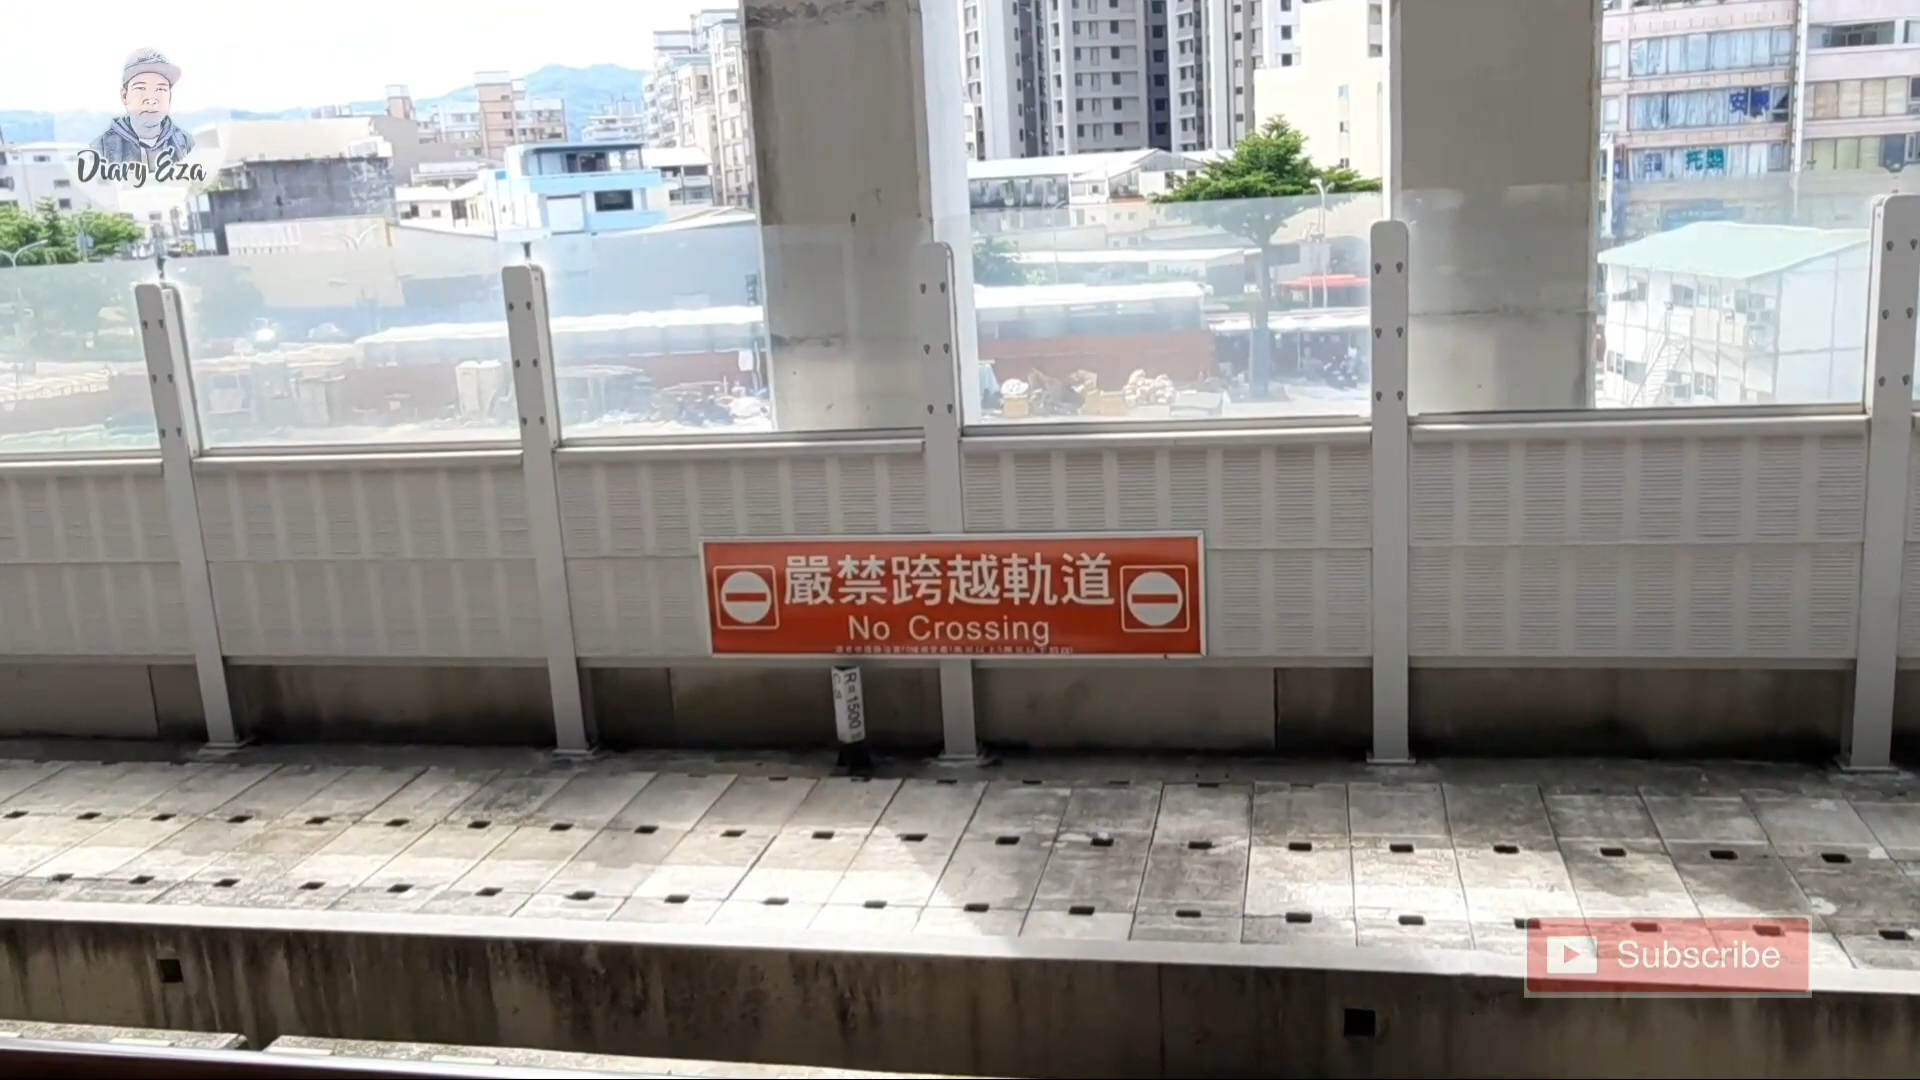 Diary Eza
嚴禁跨越軌道
No Crossing
R=1500
Subscribe